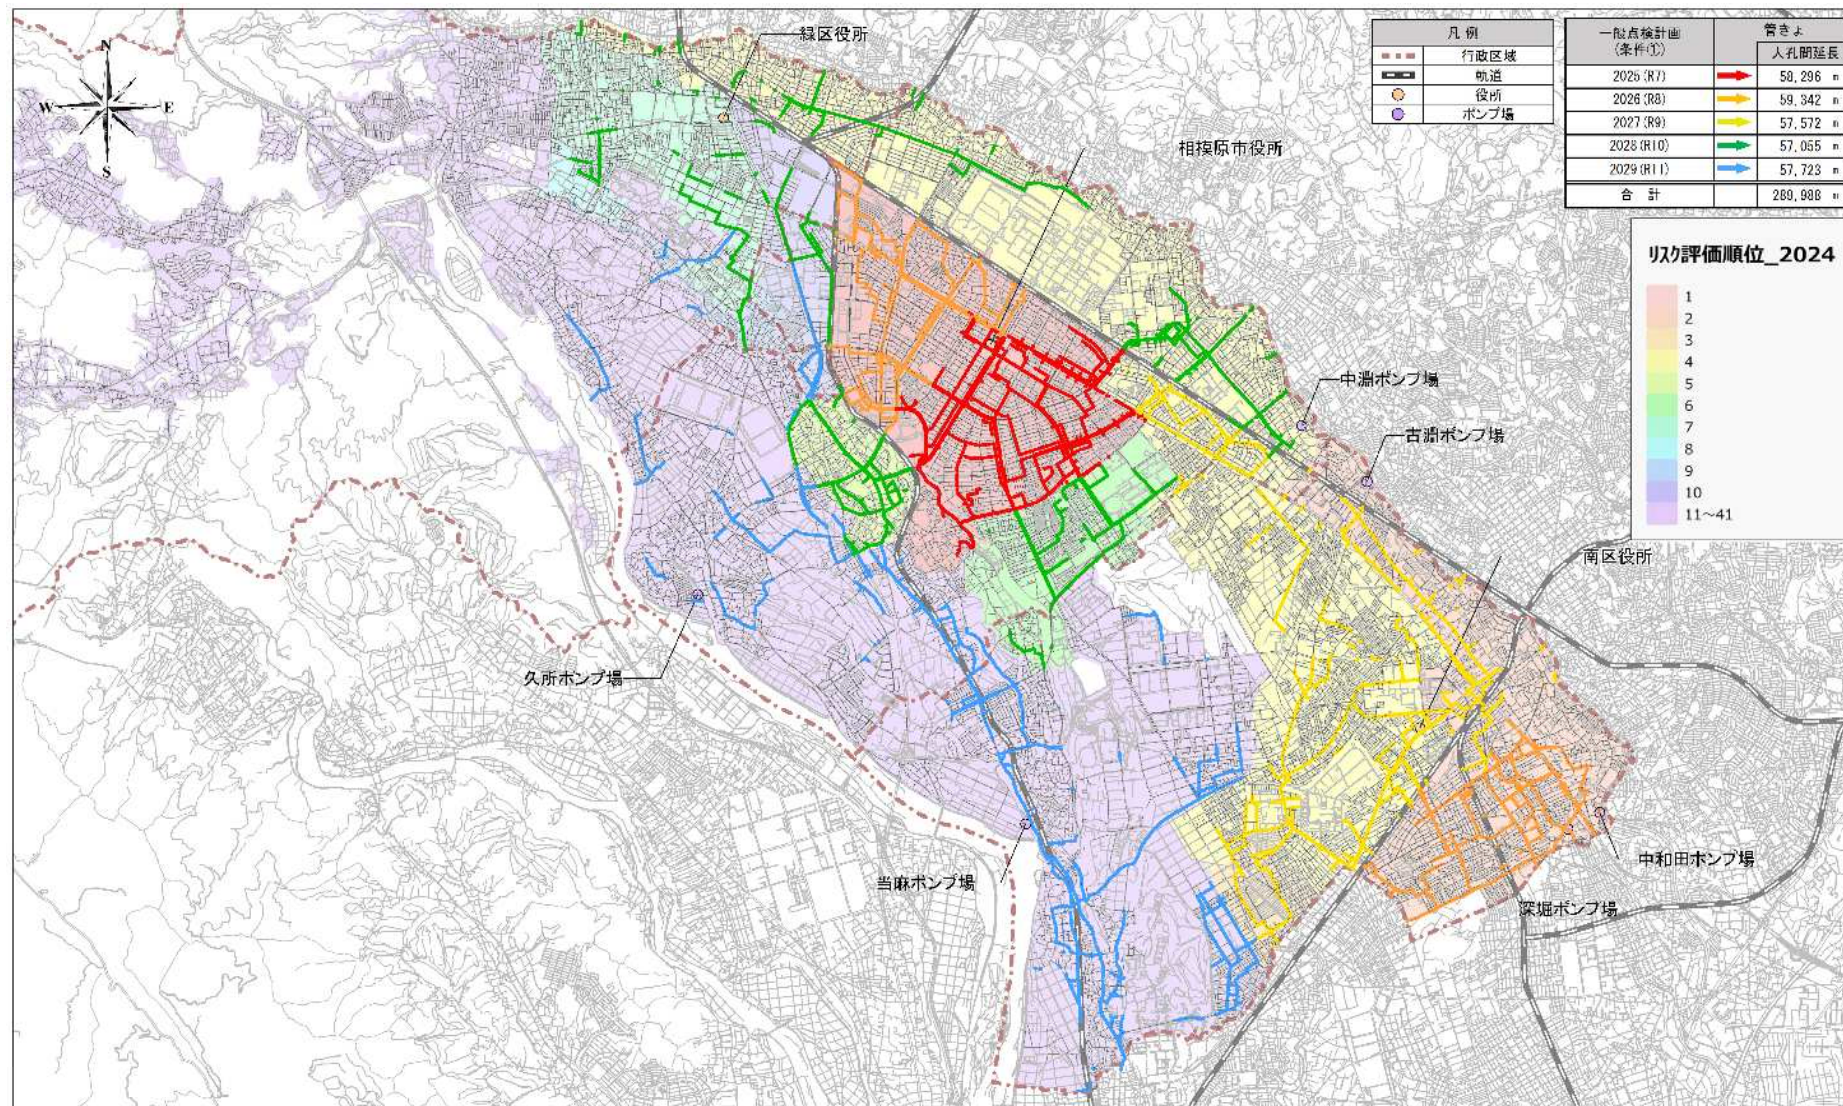 N
W E
S
緑区役所
相模原市役所
凡 例
行政区域
軌道
役所
ポンプ場
一般点検計画
(条件①)
管きょ
人孔間延長
2025(R7) 58,296 m
2026(R8) 59,342 m
2027(R9) 57,572 m
2028(R10) 57,055 m
2029(R11) 57,723 m
合 計 289,988 m
リスク評価順位_2024
1
2
3
4
5
6
7
8
9
10
11～41
中淵ポンプ場
古淵ポンプ場
南区役所
久所ポンプ場
当麻ポンプ場
中和田ポンプ場
深堀ポンプ場